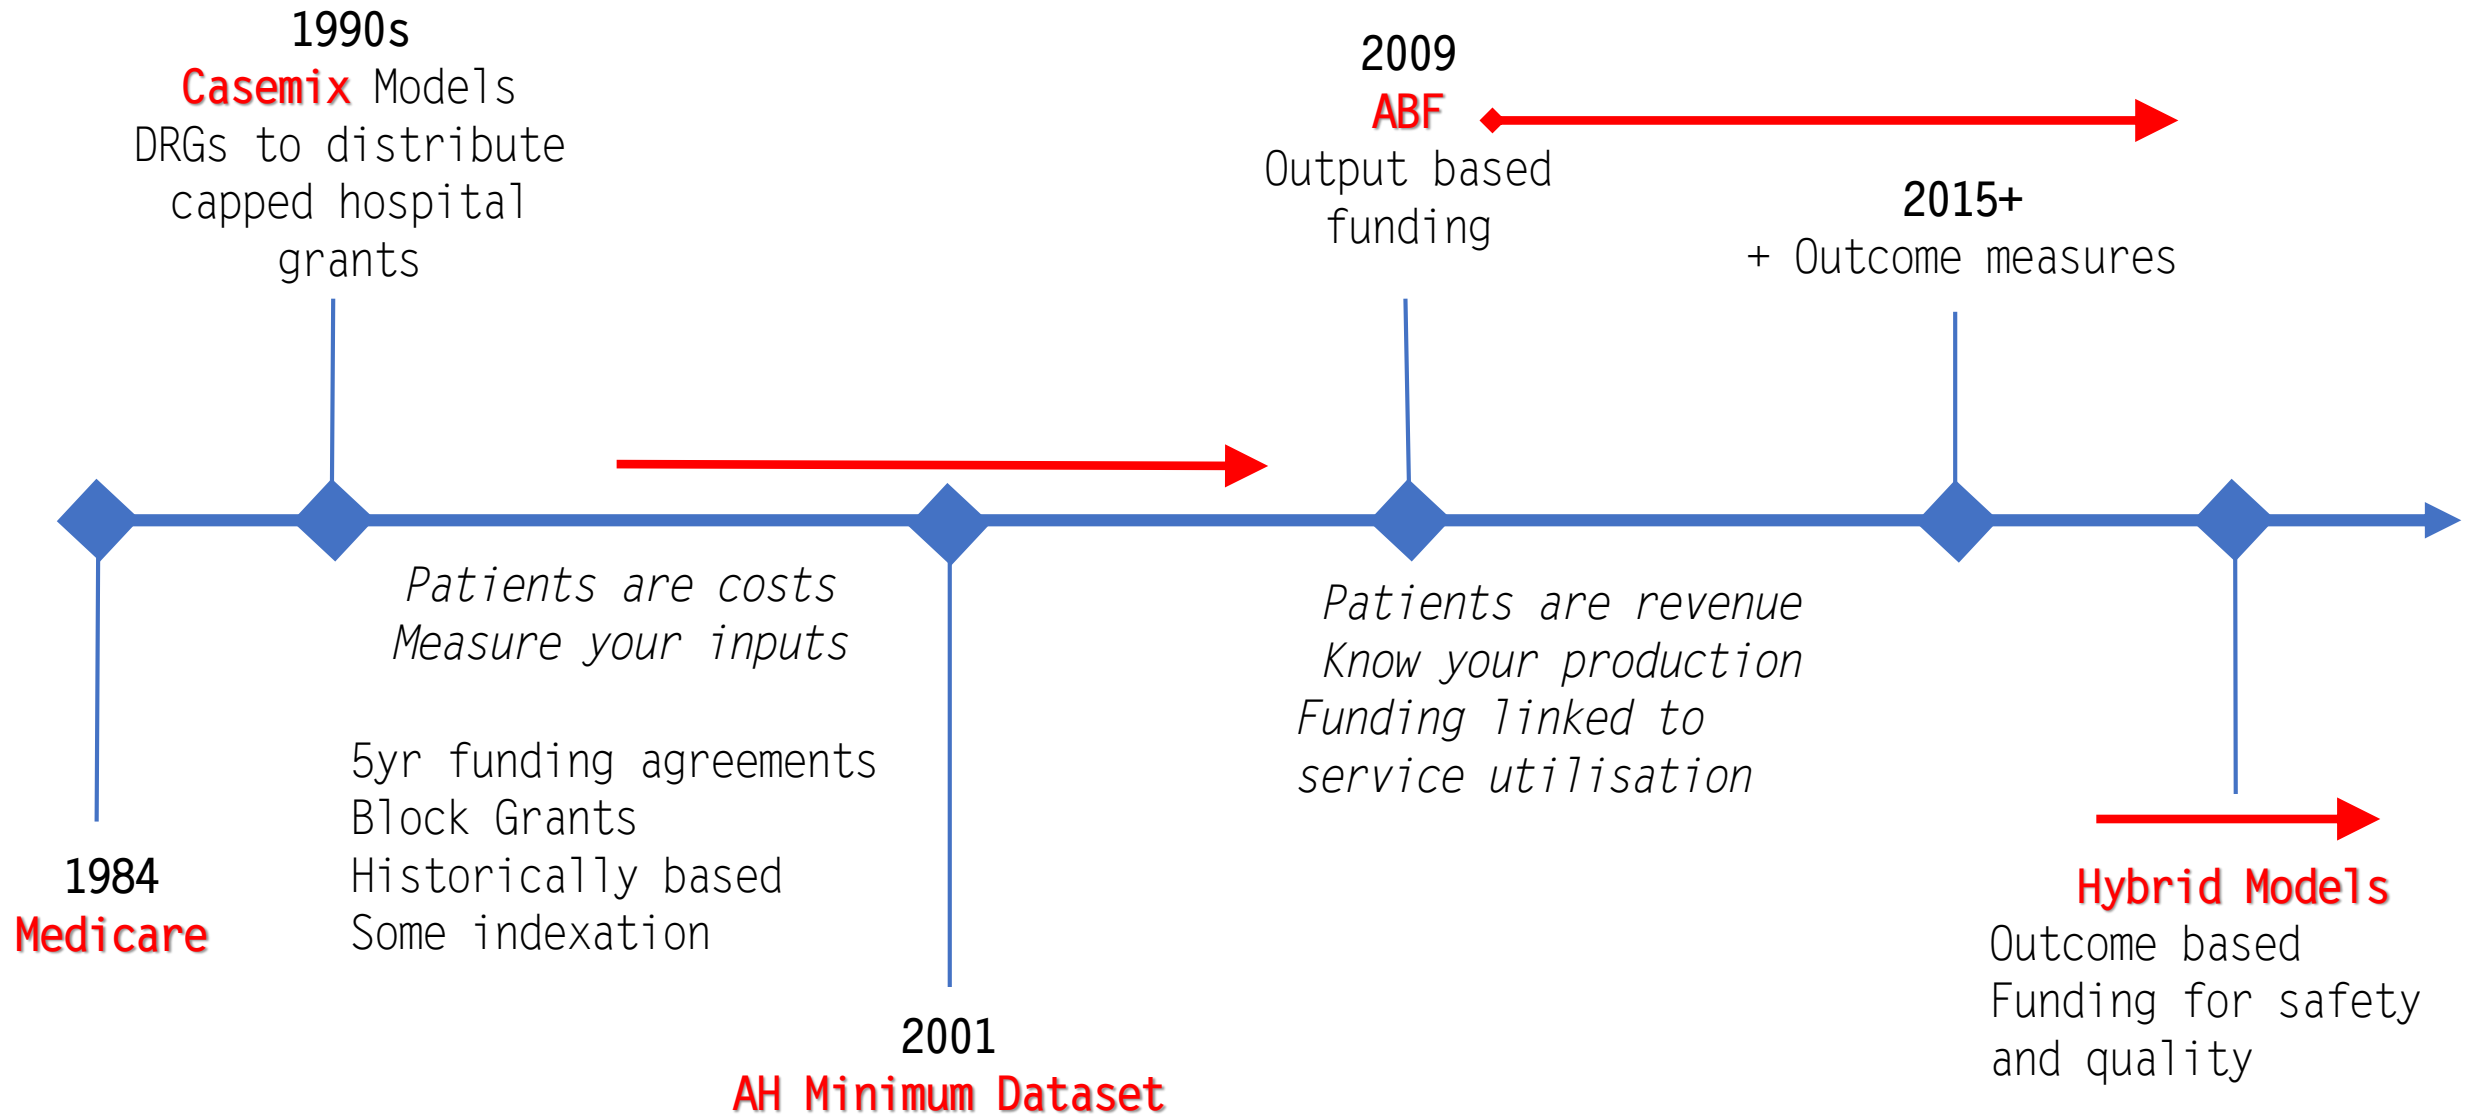 1990s
Casemix Models
DRGs to distribute
capped hospital
grants
2009
ABF
Output based
funding
2015+
+ Outcome measures
Patients are costs
Measure your inputs
5yr funding agreements
Block Grants
Historically based
Some indexation
Patients are revenue
Know your production
Funding linked to
service utilisation
1984
Medicare
2001
AH Minimum Dataset
Hybrid Models
Outcome based
Funding for safety
and quality